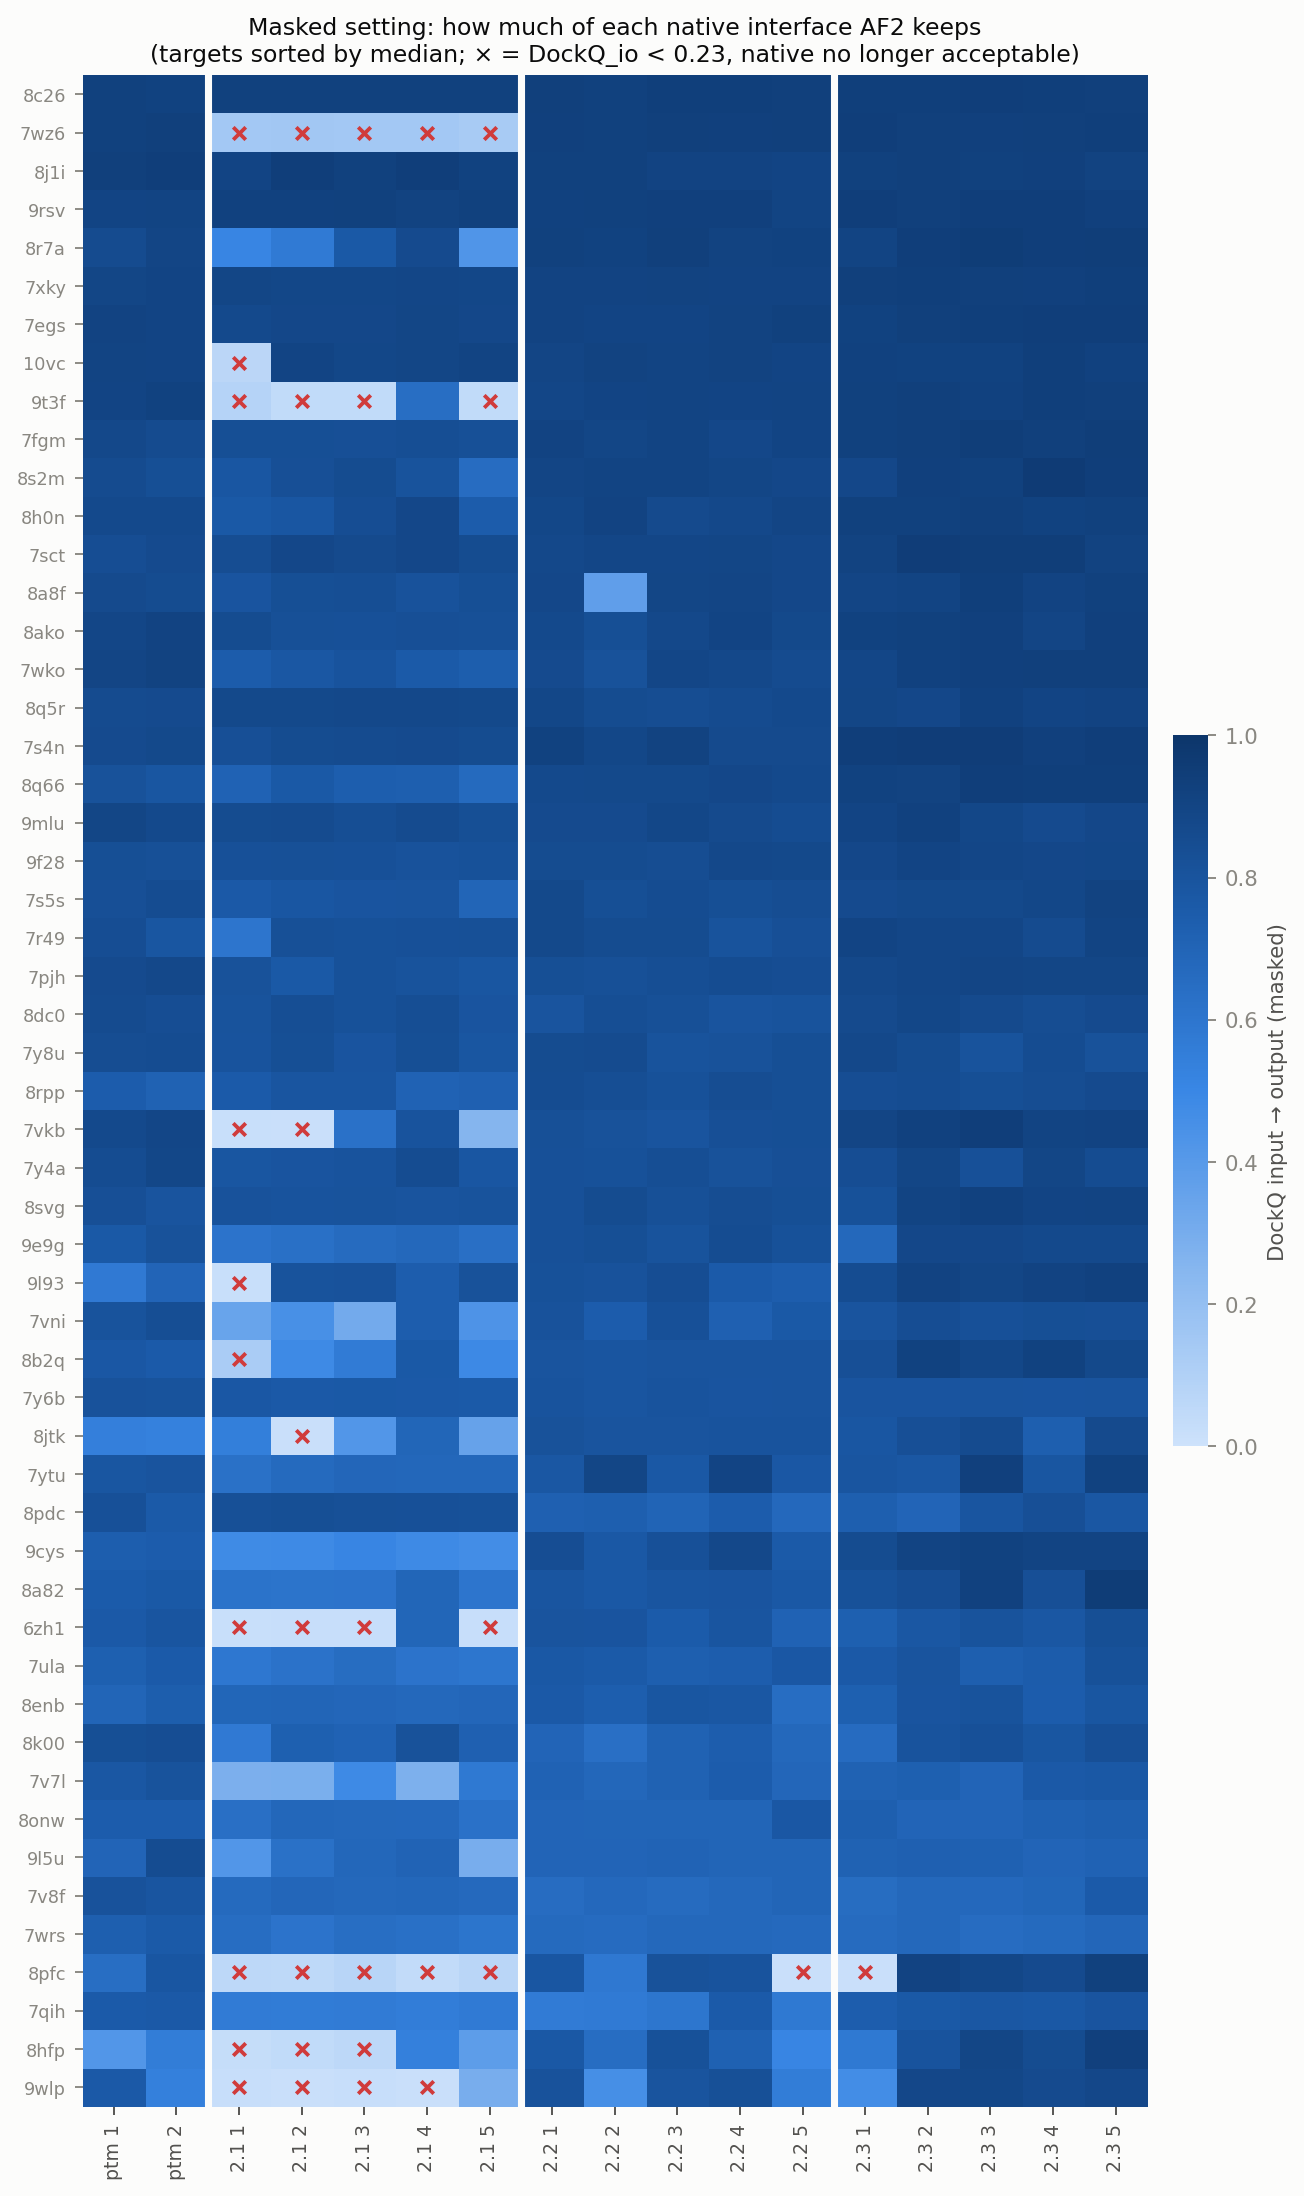 Masked setting: how much of each native interface AF2 keeps
(targets sorted by median; × = DockQ_io < 0.23, native no longer acceptable)
8c26
7wz6
8j1i
9rsv
8r7a
7xky
7egs
10vc
9t3f
7fgm
8s2m
8h0n
7sct
8a8f
8ako
7wko
8q5r
7s4n
8q66
9mlu
9f28
7s5s
7r49
7pjh
8dc0
7y8u
8rpp
7vkb
7y4a
8svg
9e9g
9l93
7vni
8b2q
7y6b
8jtk
7ytu
8pdc
9cys
8a82
6zh1
7ula
8enb
8k00
7v7l
8onw
9l5u
7v8f
7wrs
8pfc
7qih
8hfp
9wlp
ptm 1
ptm 2
2.1 1
2.1 2
2.1 3
2.1 4
2.1 5
2.2 1
2.2 2
2.2 3
2.2 4
2.2 5
2.3 1
2.3 2
2.3 3
2.3 4
2.3 5
1.0
0.8
0.6
0.4
0.2
0.0
DockQ input → output (masked)